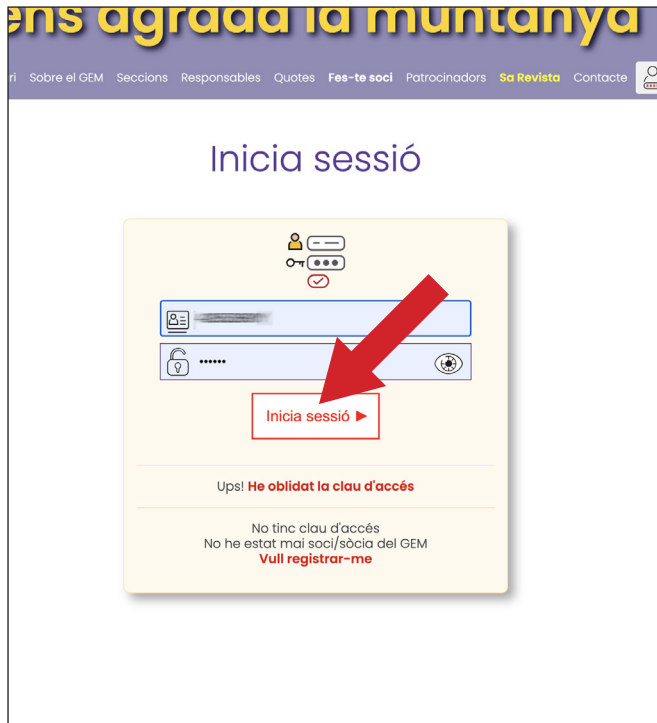 ens agrada la muntanya
ri Sobre el GEM Seccions Responsables Quotes Fes-te soci Patrocinadors Sa Revista Contacte
Inicia sessió
Inicia sessió ►
Ups! He oblidat la clau d'accés
No tinc clau d'accés
No he estat mai soci/sòcia del GEM
Vull registrar-me